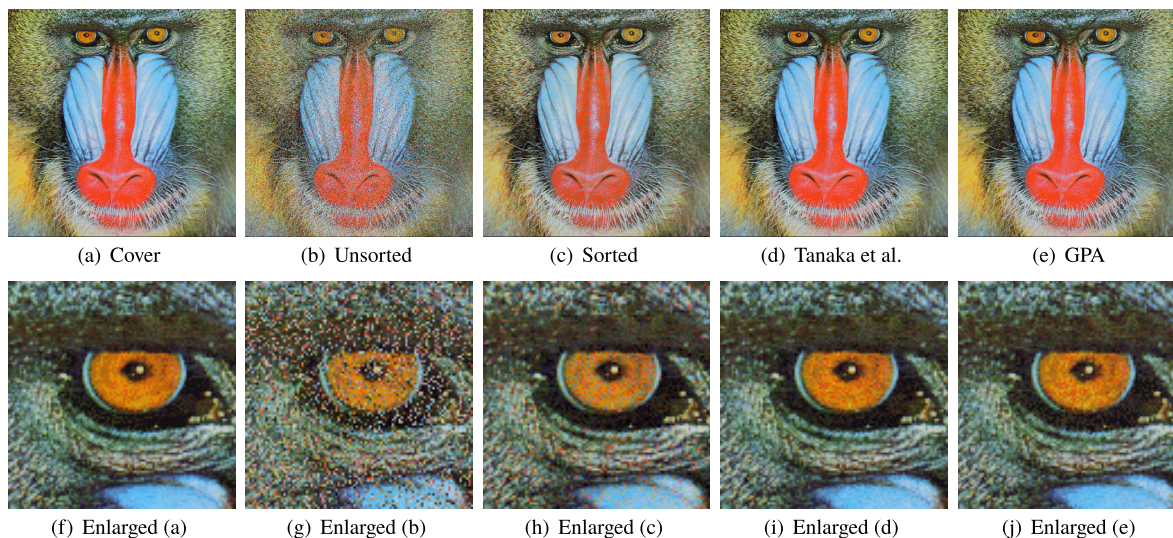 (a) Cover
(b) Unsorted
(c) Sorted
(d) Tanaka et al.
(e) GPA
(f) Enlarged (a)
(g) Enlarged (b)
(h) Enlarged (c)
(i) Enlarged (d)
(j) Enlarged (e)